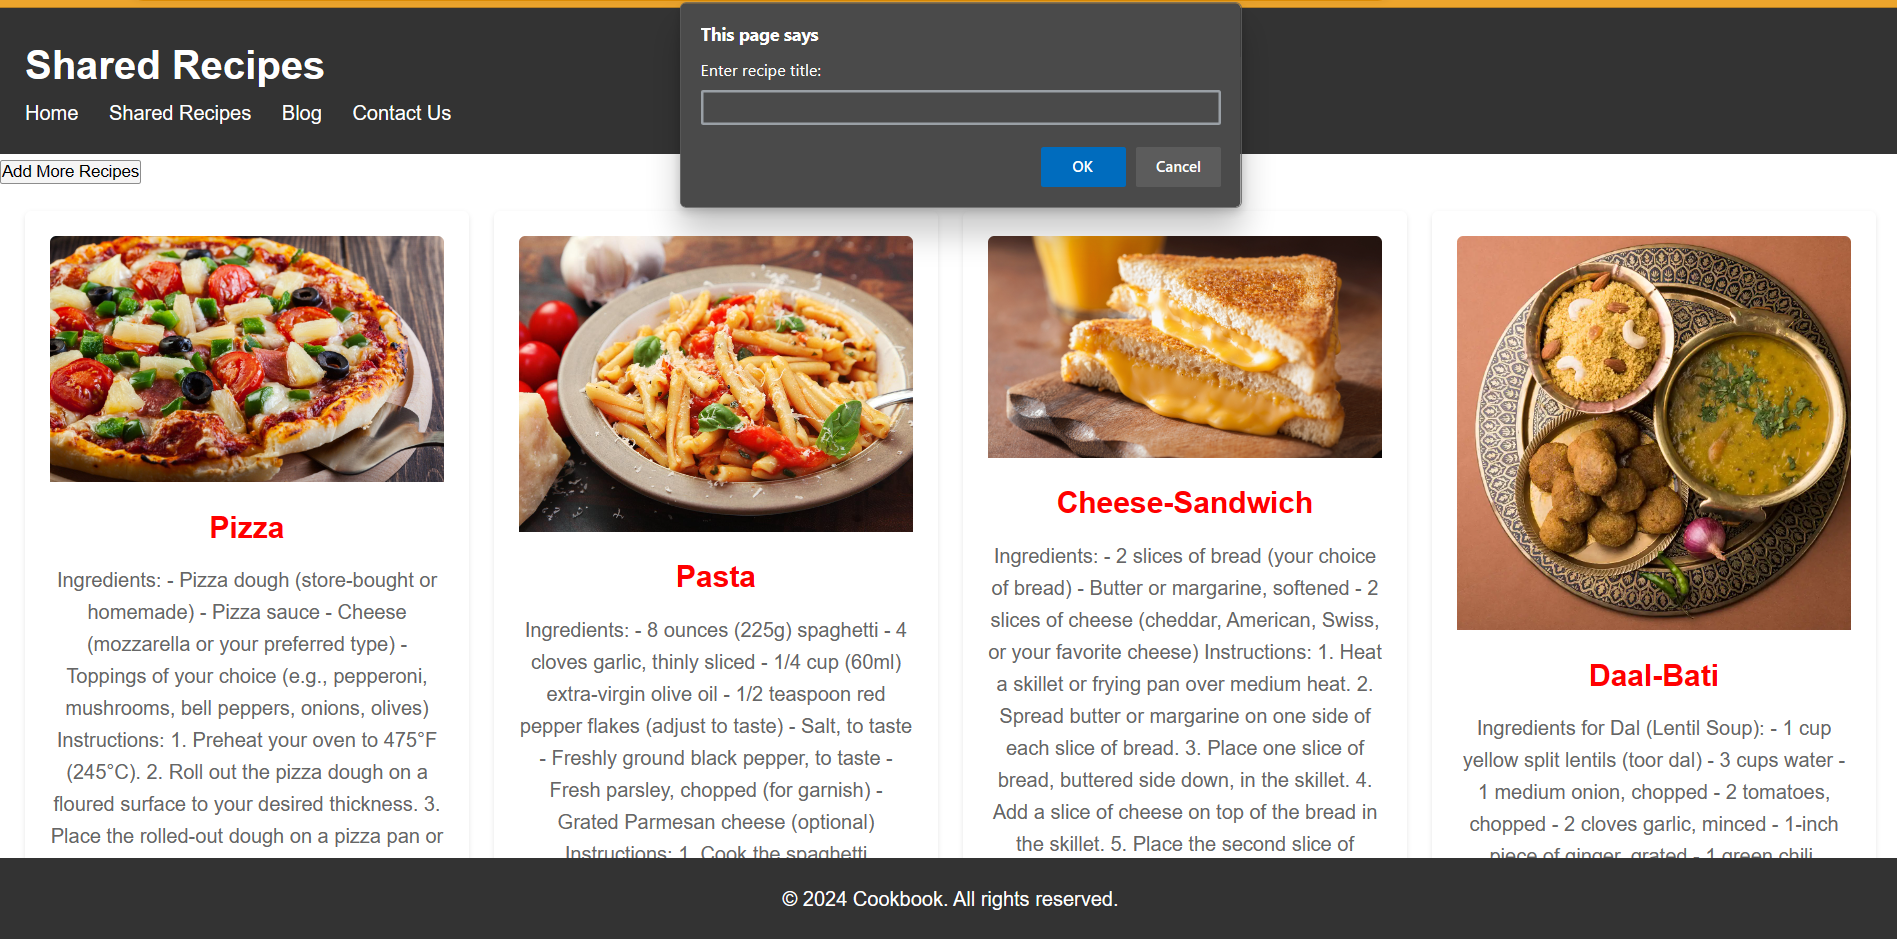 This page says
Enter recipe title:
OK
Cancel
Shared Recipes
Home
Shared Recipes
Blog
Contact Us
Add More Recipes
Pizza
Ingredients: - Pizza dough (store-bought or
homemade) - Pizza sauce - Cheese
(mozzarella or your preferred type) -
Toppings of your choice (e.g., pepperoni,
mushrooms, bell peppers, onions, olives)
Instructions: 1. Preheat your oven to 475°F
(245°C). 2. Roll out the pizza dough on a
floured surface to your desired thickness. 3.
Place the rolled-out dough on a pizza pan or
Pasta
Ingredients: - 8 ounces (225g) spaghetti - 4
cloves garlic, thinly sliced - 1/4 cup (60ml)
extra-virgin olive oil - 1/2 teaspoon red
pepper flakes (adjust to taste) - Salt, to taste
- Freshly ground black pepper, to taste -
Fresh parsley, chopped (for garnish) -
Grated Parmesan cheese (optional)
Instructions: 1. Cook the spaghetti
Cheese-Sandwich
Ingredients: - 2 slices of bread (your choice
of bread) - Butter or margarine, softened - 2
slices of cheese (cheddar, American, Swiss,
or your favorite cheese) Instructions: 1. Heat
a skillet or frying pan over medium heat. 2.
Spread butter or margarine on one side of
each slice of bread. 3. Place one slice of
bread, buttered side down, in the skillet. 4.
Add a slice of cheese on top of the bread in
the skillet. 5. Place the second slice of
Daal-Bati
Ingredients for Dal (Lentil Soup): - 1 cup
yellow split lentils (toor dal) - 3 cups water -
1 medium onion, chopped - 2 tomatoes,
chopped - 2 cloves garlic, minced - 1-inch
piece of ginger, grated - 1 green chili,
© 2024 Cookbook. All rights reserved.